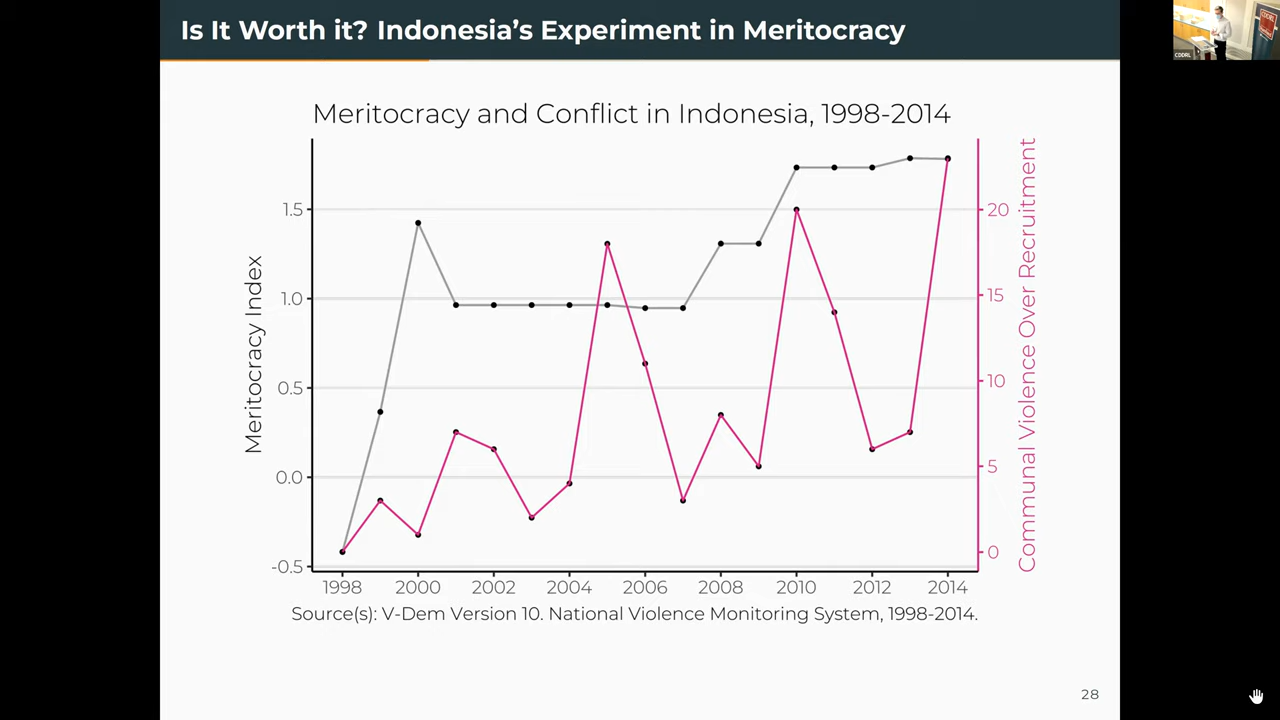 Is It Worth it? Indonesia's Experiment in Meritocracy
CDDRL
Meritocracy and Conflict in Indonesia, 1998-2014
Meritocracy Index
1.5
1.0
0.5
0.0
-0.5
20
15
10
5
0
Communal Violence Over Recruitment
1998 2000 2002 2004 2006 2008 2010 2012 2014
Source(s): V-Dem Version 10. National Violence Monitoring System, 1998-2014.
28